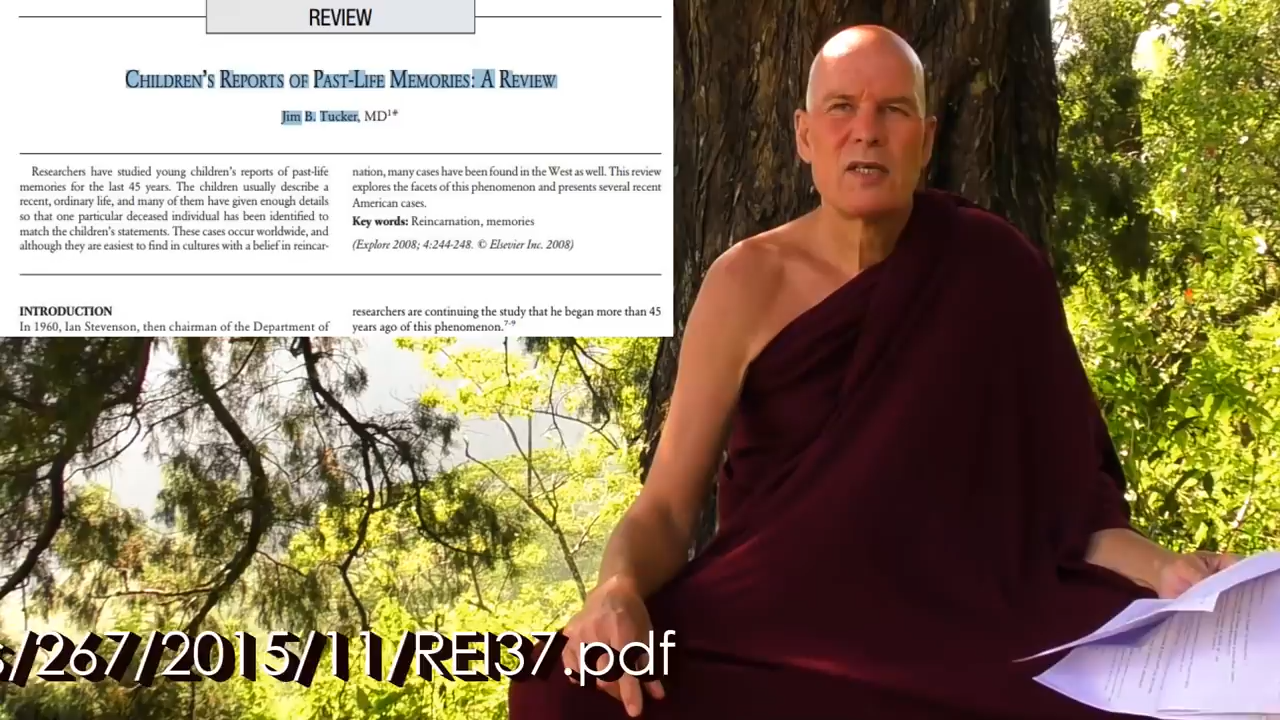 REVIEW
CHILDREN'S REPORTS OF PAST-LIFE MEMORIES: A REVIEW
Jim B. Tucker, MD1#
Researchers have studied young children's reports of past-life
memories for the last 45 years. The children usually describe a
recent, ordinary life, and many of them have given enough details
so that one particular deceased individual has been identified to
match the children's statements. These cases occur worldwide, and
although they are easiest to find in cultures with a belief in reincar-
nation, many cases have been found in the West as well. This review
explores the facets of this phenomenon and presents several recent
American cases.
Key words: Reincarnation, memories
(Explore 2008; 4:244-248. © Elsevier Inc. 2008)
INTRODUCTION
In 1960, Ian Stevenson, then chairman of the Department of
researchers are continuing the study that he began more than 45
years ago of this phenomenon.7-9
s/267/2015/11/REI37.pdf